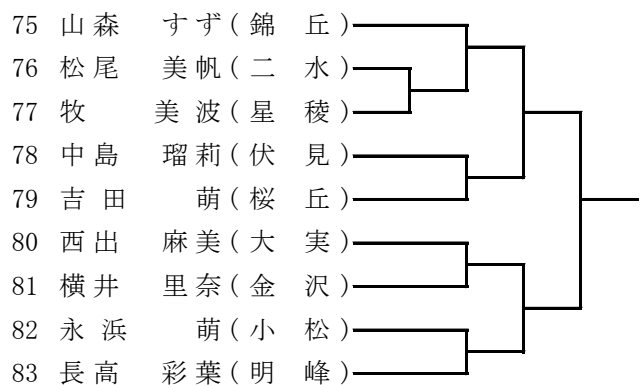 75 山森 すず(錦 丘)
76 松尾 美帆(二 水)
77 牧 美波(星 稜)
78 中島 瑠莉(伏 見)
79 吉田 萌(桜 丘)
80 西出 麻美(大 実)
81 横井 里奈(金 沢)
82 永浜 萌(小 松)
83 長高 彩葉(明 峰)